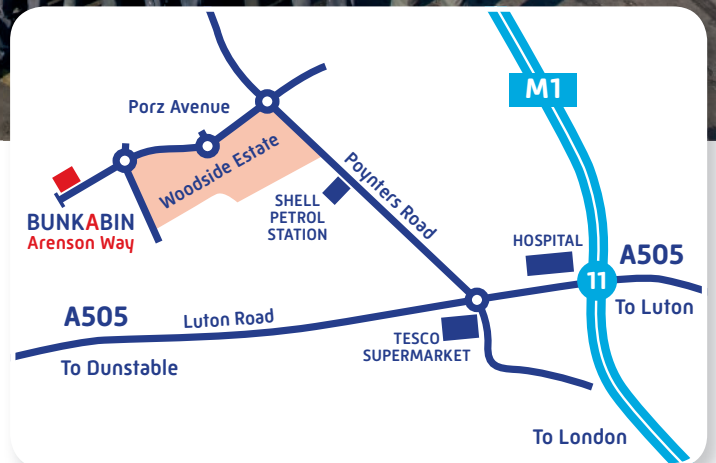 M1
Porz Avenue
Woodside Estate
Poynters Road
SHELL
PETROL
STATION
BUNKABIN
Arenson Way
HOSPITAL
A505
11
To Luton
A505
Luton Road
TESCO
SUPERMARKET
To Dunstable
To London